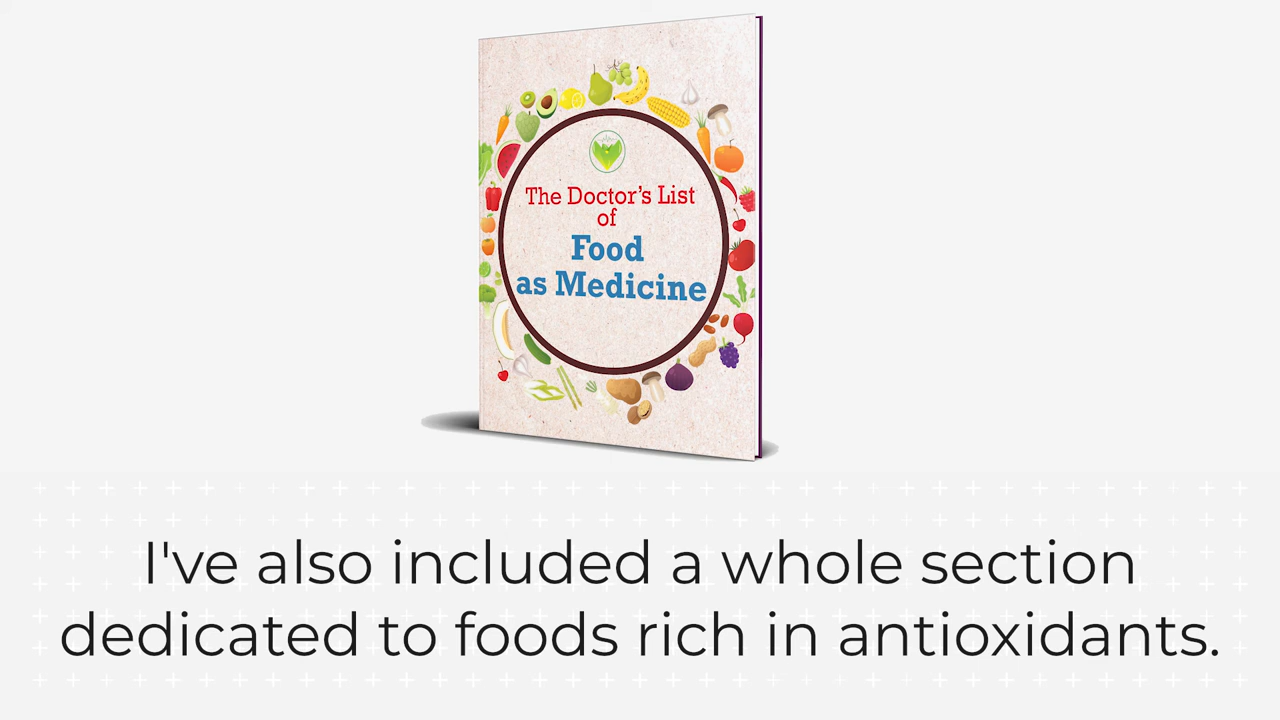 The Doctor's List
of
Food
as Medicine
I've also included a whole section
dedicated to foods rich in antioxidants.